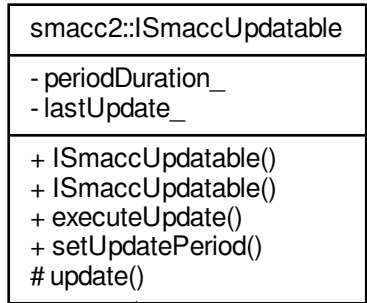 smacc2::ISmaccUpdatable
- periodDuration_
- lastUpdate_
+ ISmaccUpdatable()
+ ISmaccUpdatable()
+ executeUpdate()
+ setUpdatePeriod()
# update()